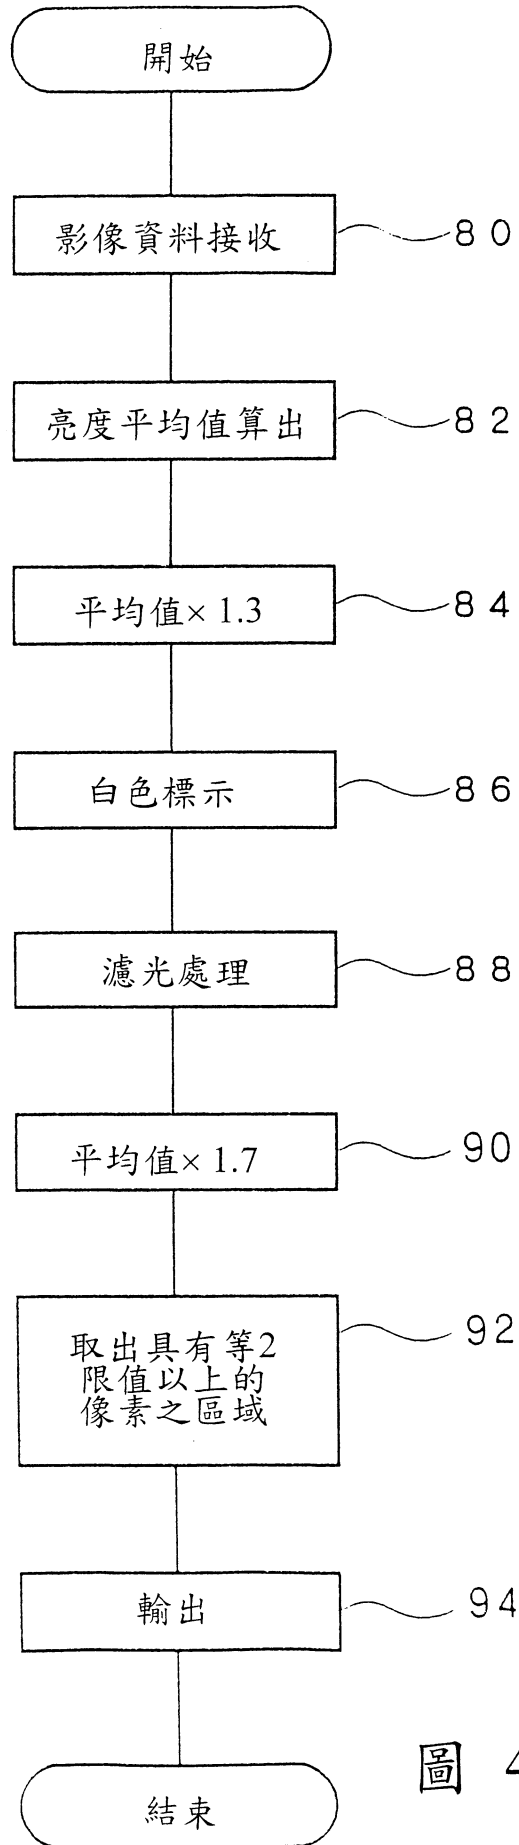 開始
影像資料接收
80
亮度平均值算出
82
平均值× 1.3
84
白色標示
86
濾光處理
88
平均值× 1.7
90
取出具有等2
限值以上的
像素之區域
92
輸出
94
結束
圖 4